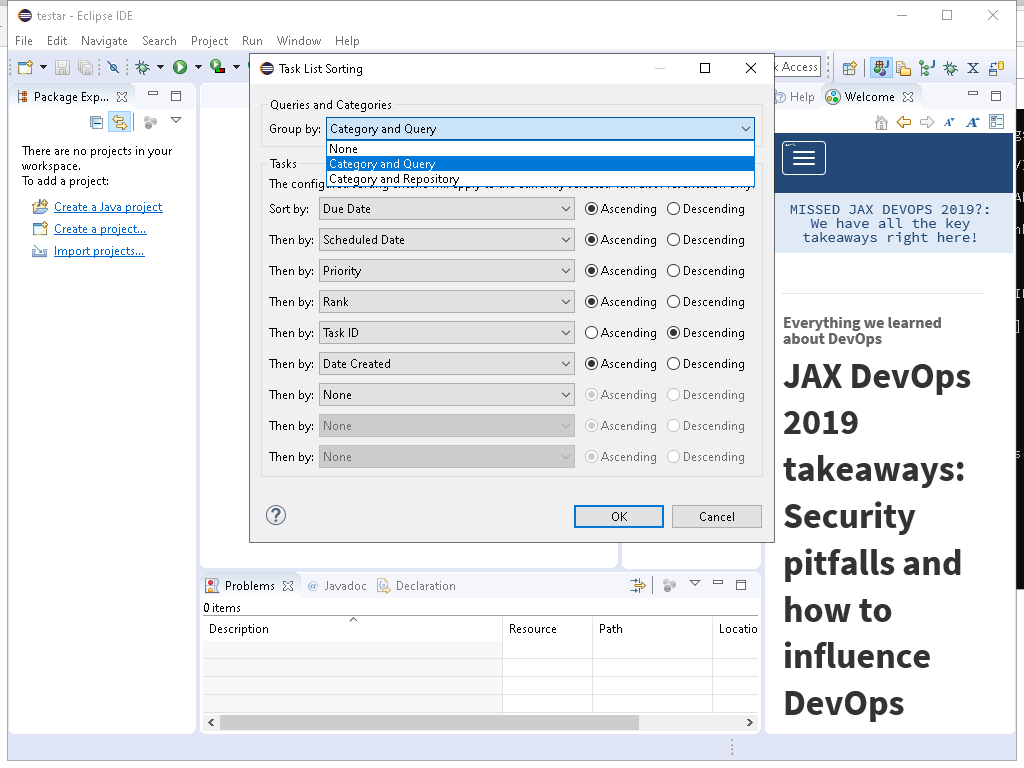 testar - Eclipse IDE
File Edit Navigate Search Project Run Window Help
Access
Package Exp...
There are no projects in your
workspace.
To add a project:
Create a Java project
Create a project...
Import projects...
Task List Sorting
Queries and Categories
Group by: Category and Query
None
Category and Query
Category and Repository
Tasks
Sort by: Due Date Ascending Descending
Then by: Scheduled Date Ascending Descending
Then by: Priority Ascending Descending
Then by: Rank Ascending Descending
Then by: Task ID Ascending Descending
Then by: Date Created Ascending Descending
Then by: None Ascending Descending
Then by: None Ascending Descending
Then by: None Ascending Descending
OK Cancel
Help Welcome
MISSED JAX DEVOPS 2019?:
We have all the key
takeaways right here!
Everything we learned
about DevOps
JAX DevOps
2019
takeaways:
Security
pitfalls and
how to
influence
DevOps
Problems Javadoc Declaration
0 items
Description Resource Path Locatio